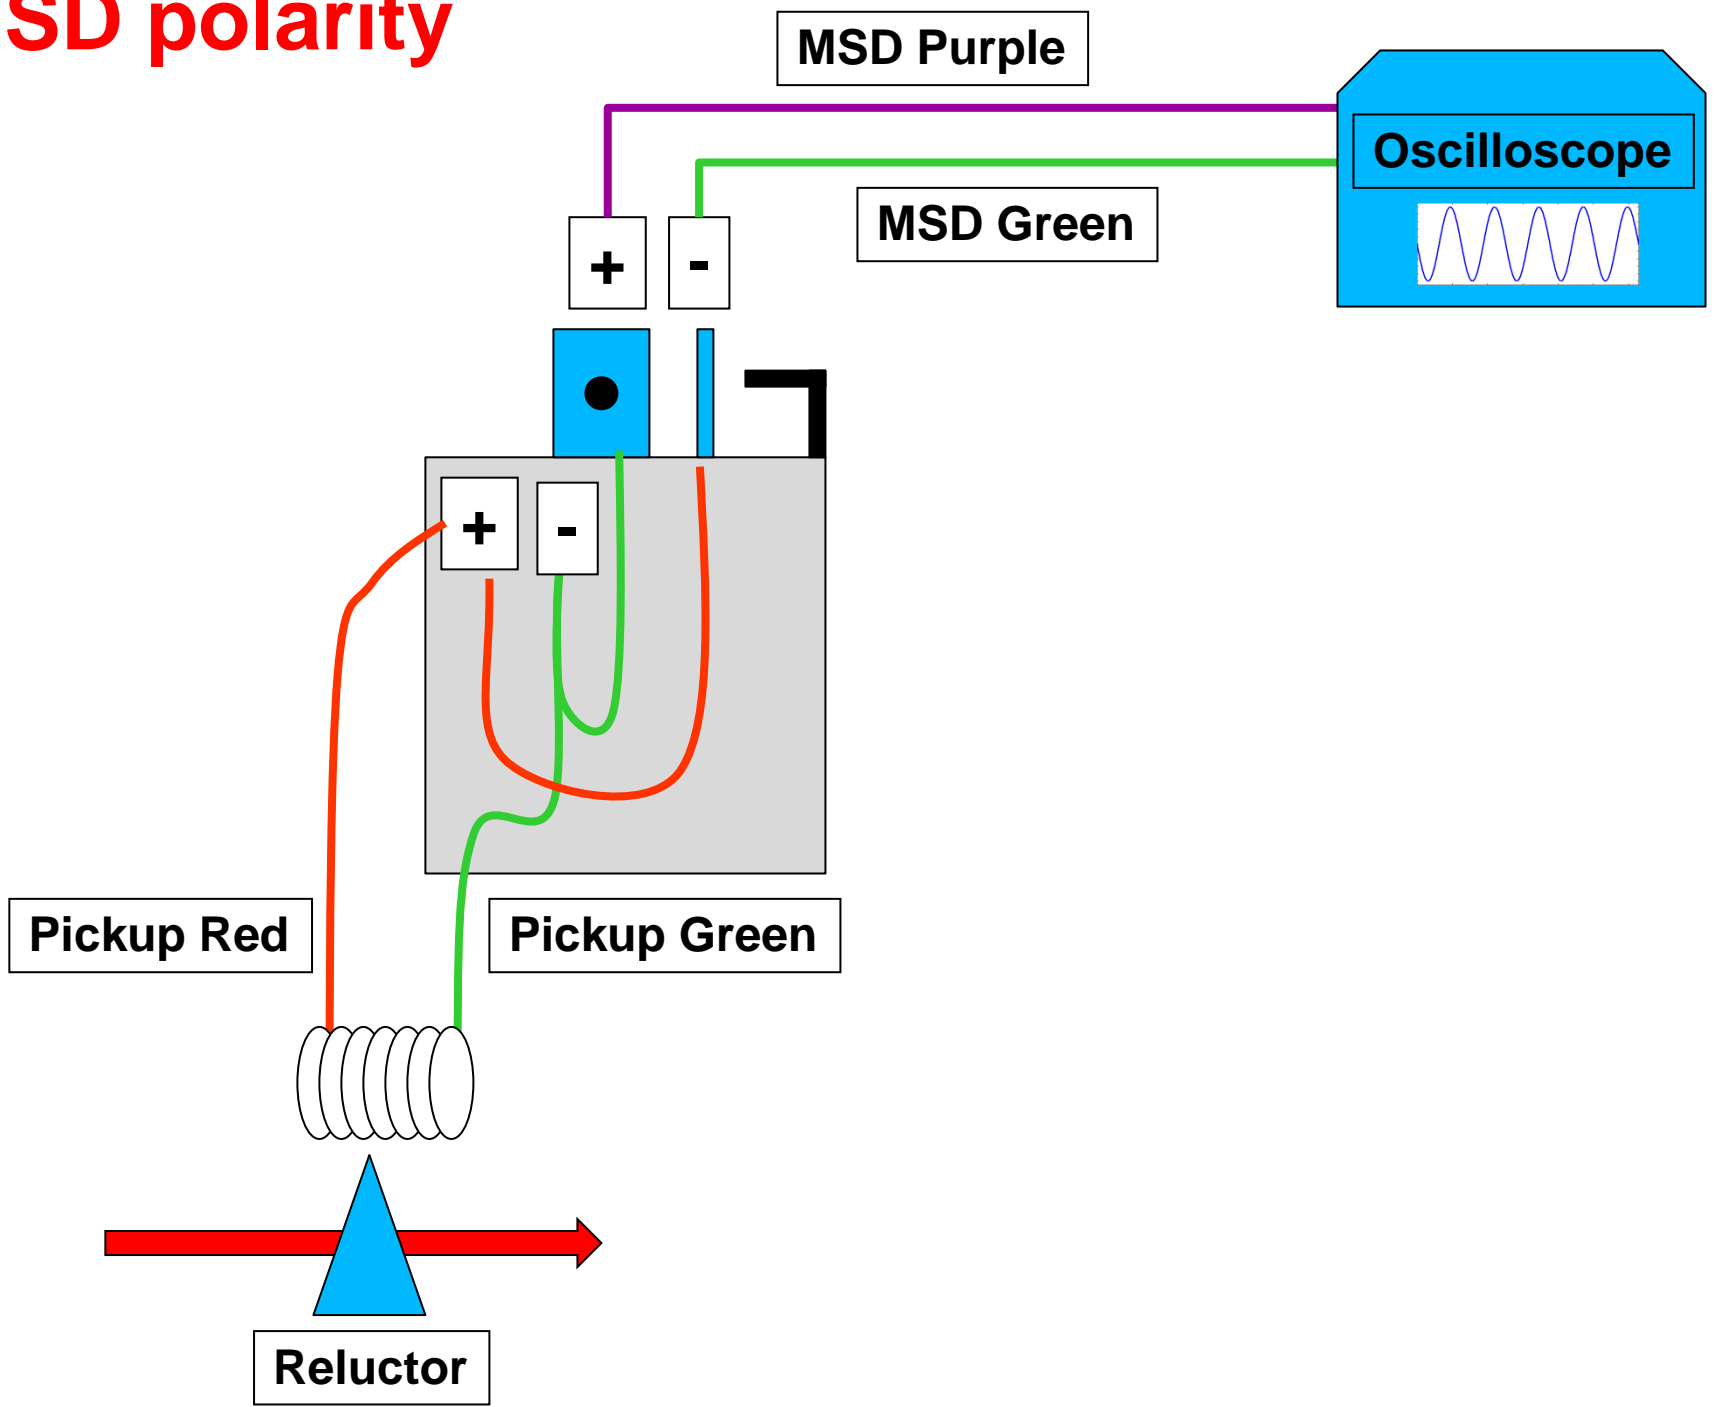 SD polarity
MSD Purple
Oscilloscope
MSD Green
+ -
+ -
Pickup Red
Pickup Green
Reluctor